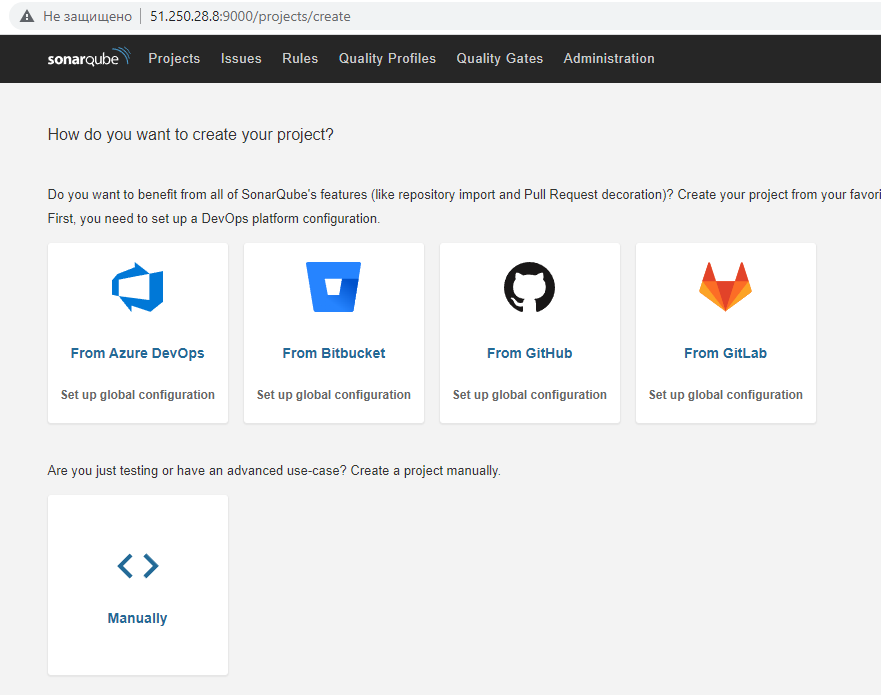 Не защищено 51.250.28.8:9000/projects/create
sonarqube Projects Issues Rules Quality Profiles Quality Gates Administration
How do you want to create your project?
Do you want to benefit from all of SonarQube's features (like repository import and Pull Request decoration)? Create your project from your favori
First, you need to set up a DevOps platform configuration.
From Azure DevOps From Bitbucket From GitHub From GitLab
Set up global configuration Set up global configuration Set up global configuration Set up global configuration
Are you just testing or have an advanced use-case? Create a project manually.
Manually